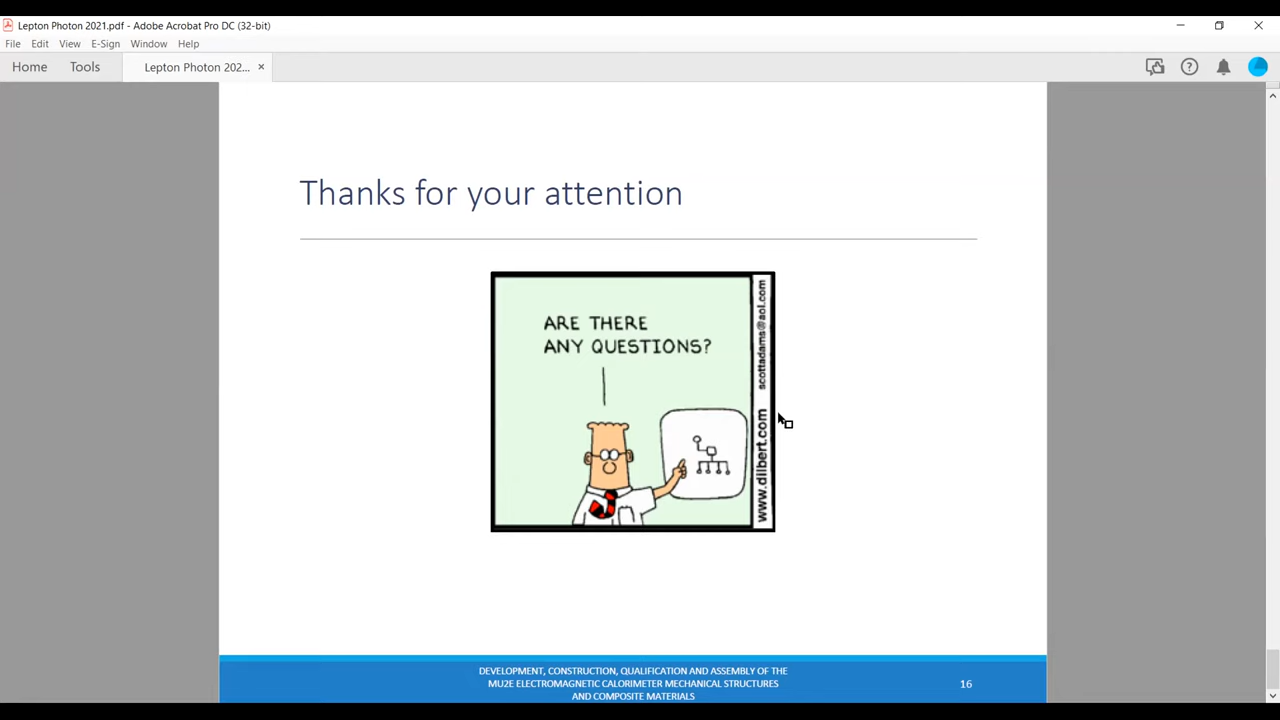 Lepton Photon 2021.pdf - Adobe Acrobat Pro DC (32-bit)
File Edit View E-Sign Window Help
Home Tools Lepton Photon 202... ×
Thanks for your attention
ARE THERE
ANY QUESTIONS?
www.dilbert.com scottadams@aol.com
DEVELOPMENT, CONSTRUCTION, QUALIFICATION AND ASSEMBLY OF THE
MU2E ELECTROMAGNETIC CALORIMETER MECHANICAL STRUCTURES
AND COMPOSITE MATERIALS
16